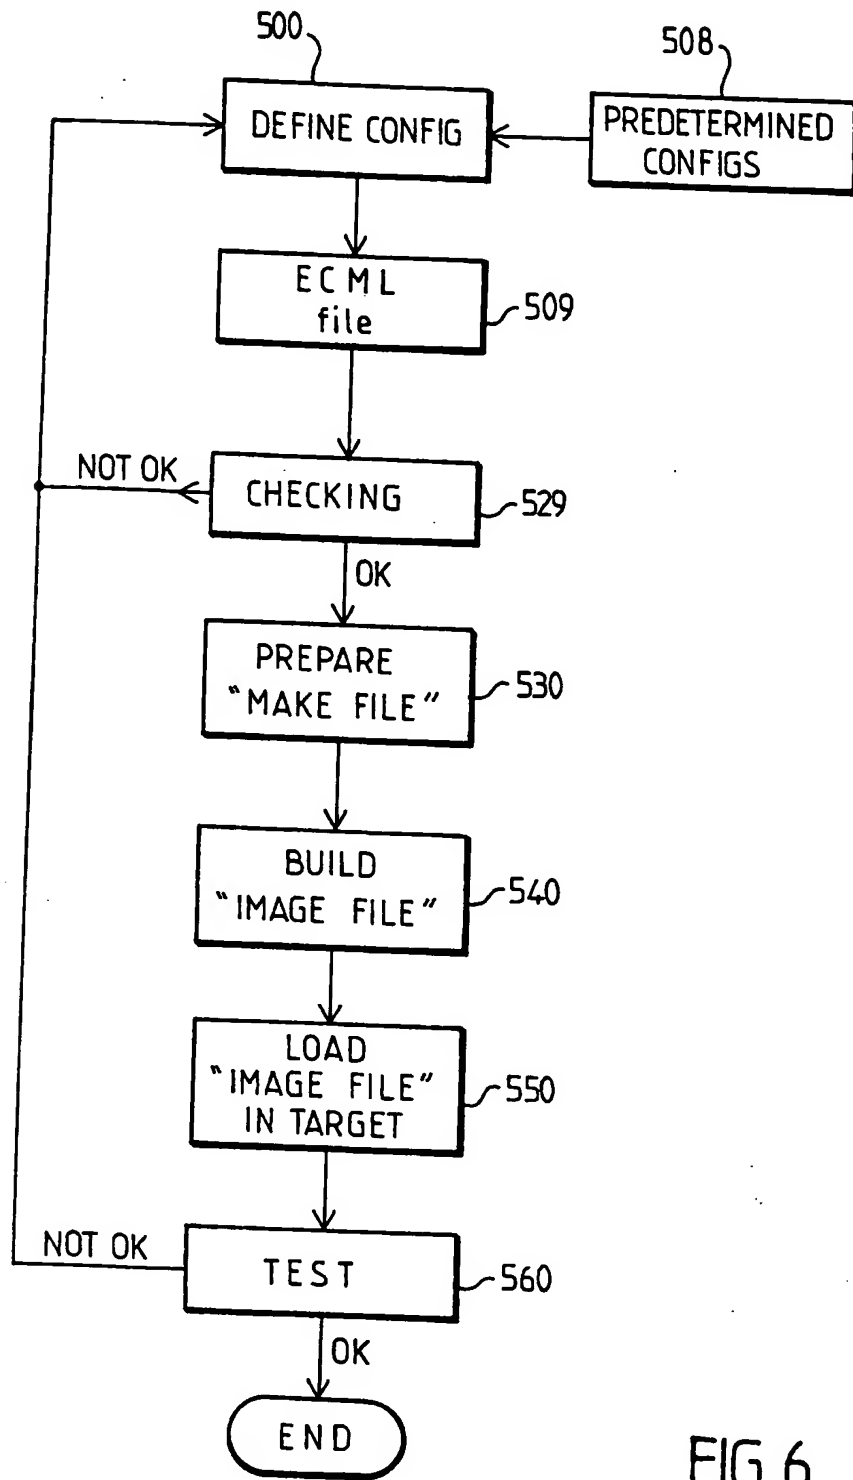 500
508
DEFINE CONFIG
PREDETERMINED
CONFIGS
ECML
file
509
NOT OK
CHECKING
529
OK
PREPARE
"MAKE FILE"
530
BUILD
"IMAGE FILE"
540
LOAD
"IMAGE FILE"
IN TARGET
550
NOT OK
TEST
560
OK
END
FIG.6